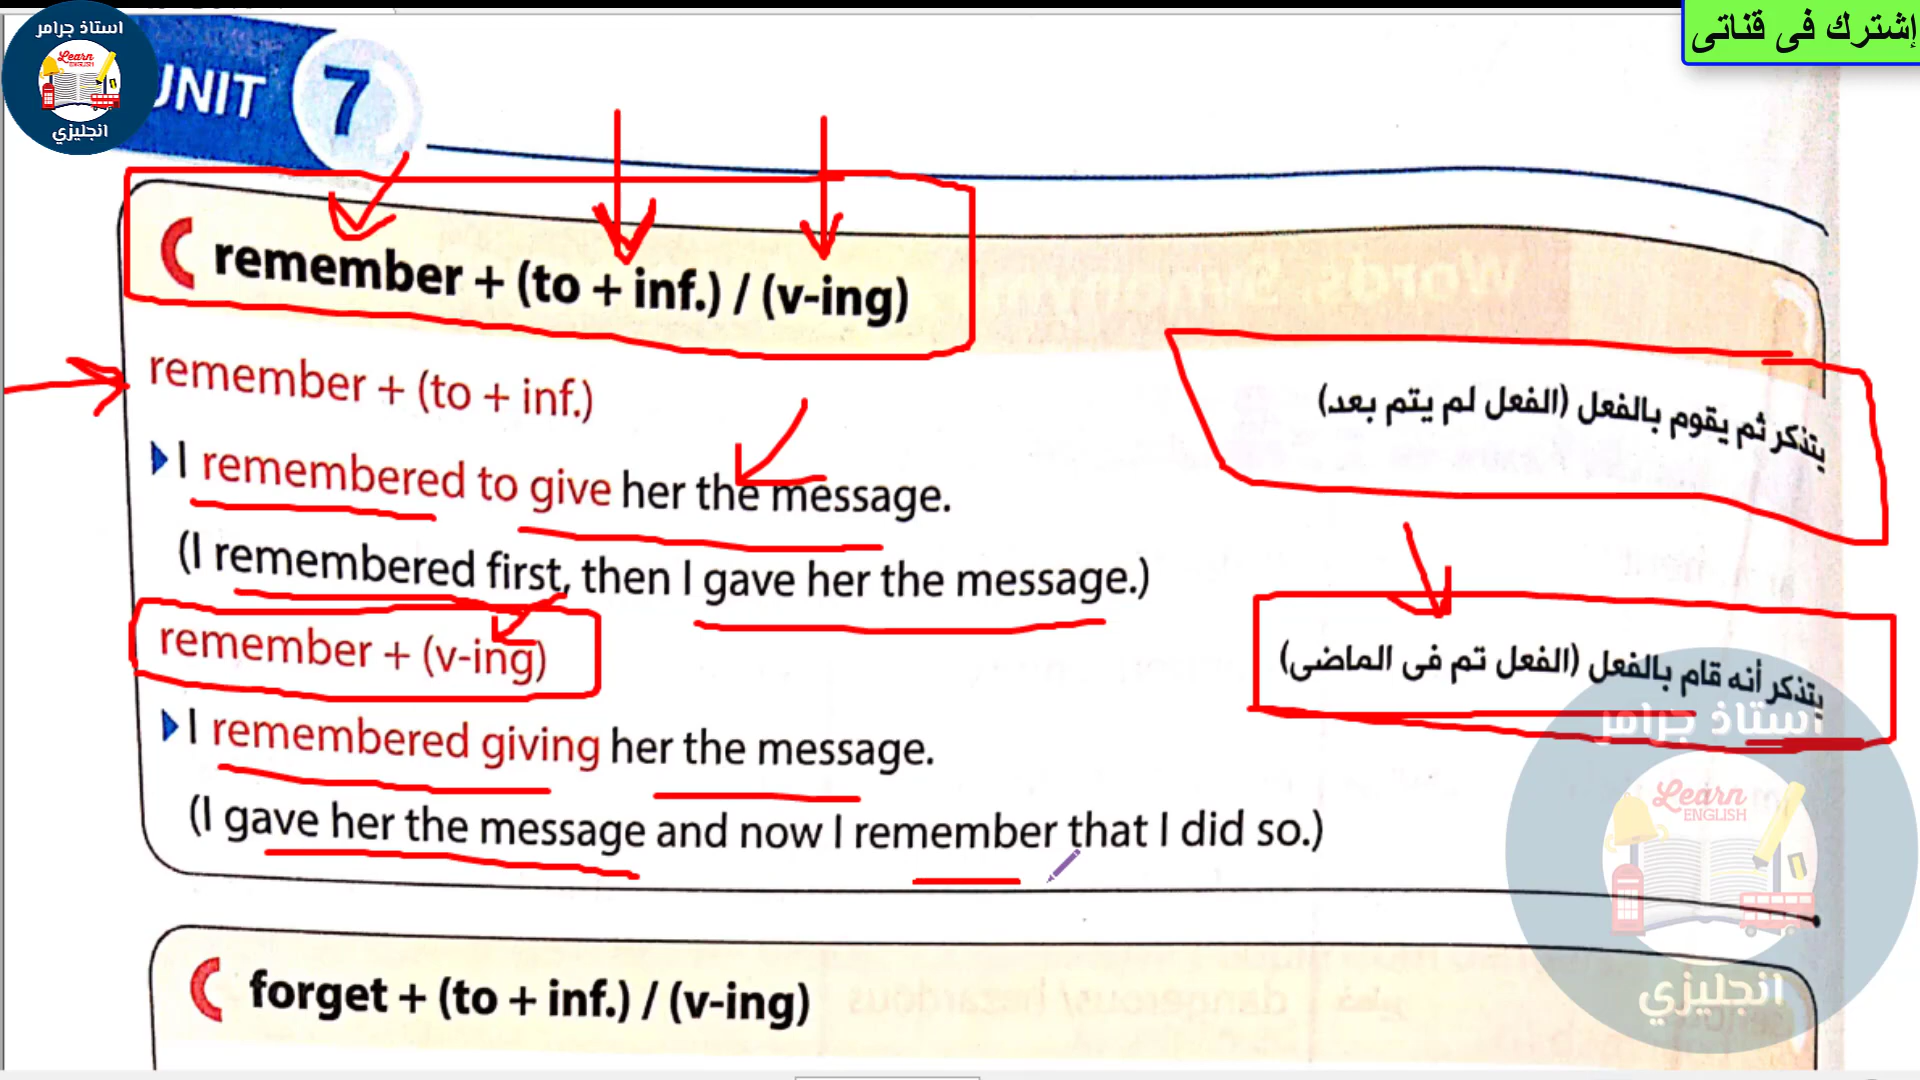 استاذ جرامر
Learn
ENGLISH
انجليزي
إشترك فى قناتى
UNIT 7
remember + (to + inf.) / (v-ing)
remember + (to + inf.)
يتذكر ثم يقوم بالفعل (الفعل لم يتم بعد)
I remembered to give her the message.
(I remembered first, then I gave her the message.)
remember + (v-ing)
يتذكر أنه قام بالفعل (الفعل تم فى الماضى)
I remembered giving her the message.
(I gave her the message and now I remember that I did so.)
استاذ جرامر
Learn
ENGLISH
انجليزي
forget + (to + inf.) / (v-ing)